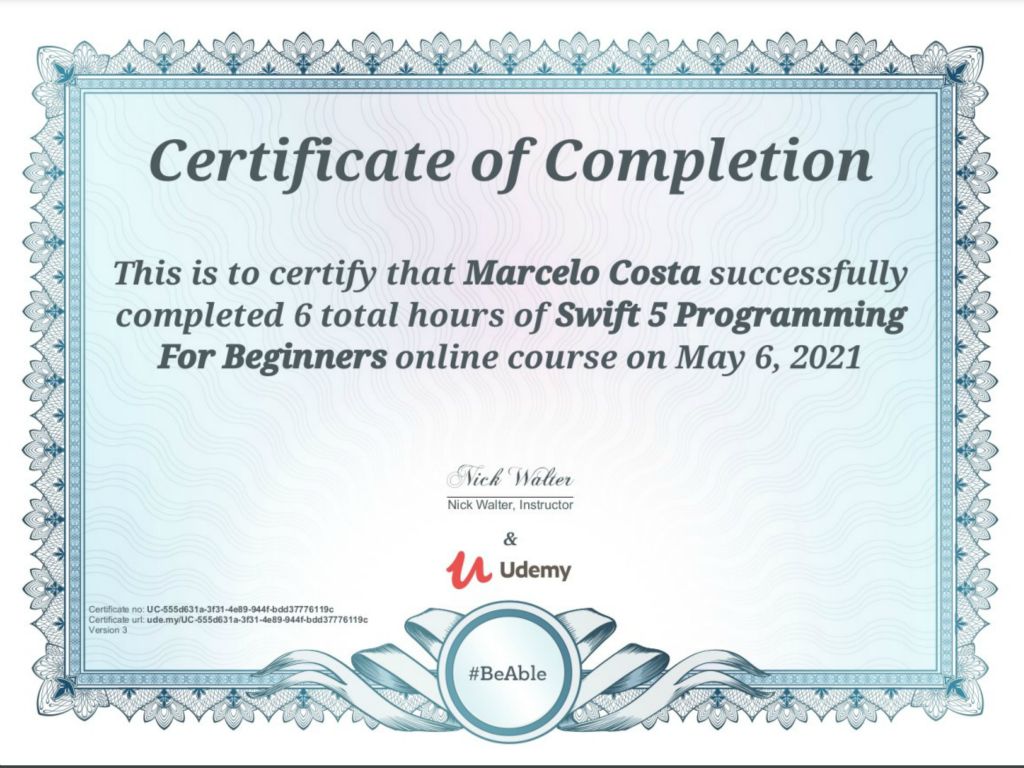 Certificate of Completion
This is to certify that Marcelo Costa successfully
completed 6 total hours of Swift 5 Programming
For Beginners online course on May 6, 2021
Nick Walter
Nick Walter, Instructor
&
Udemy
Certificate no: UC-555d631a-3f31-4e89-944f-bdd37776119c
Certificate url: ude.my/UC-555d631a-3f31-4e89-944f-bdd37776119c
Version 3
#BeAble